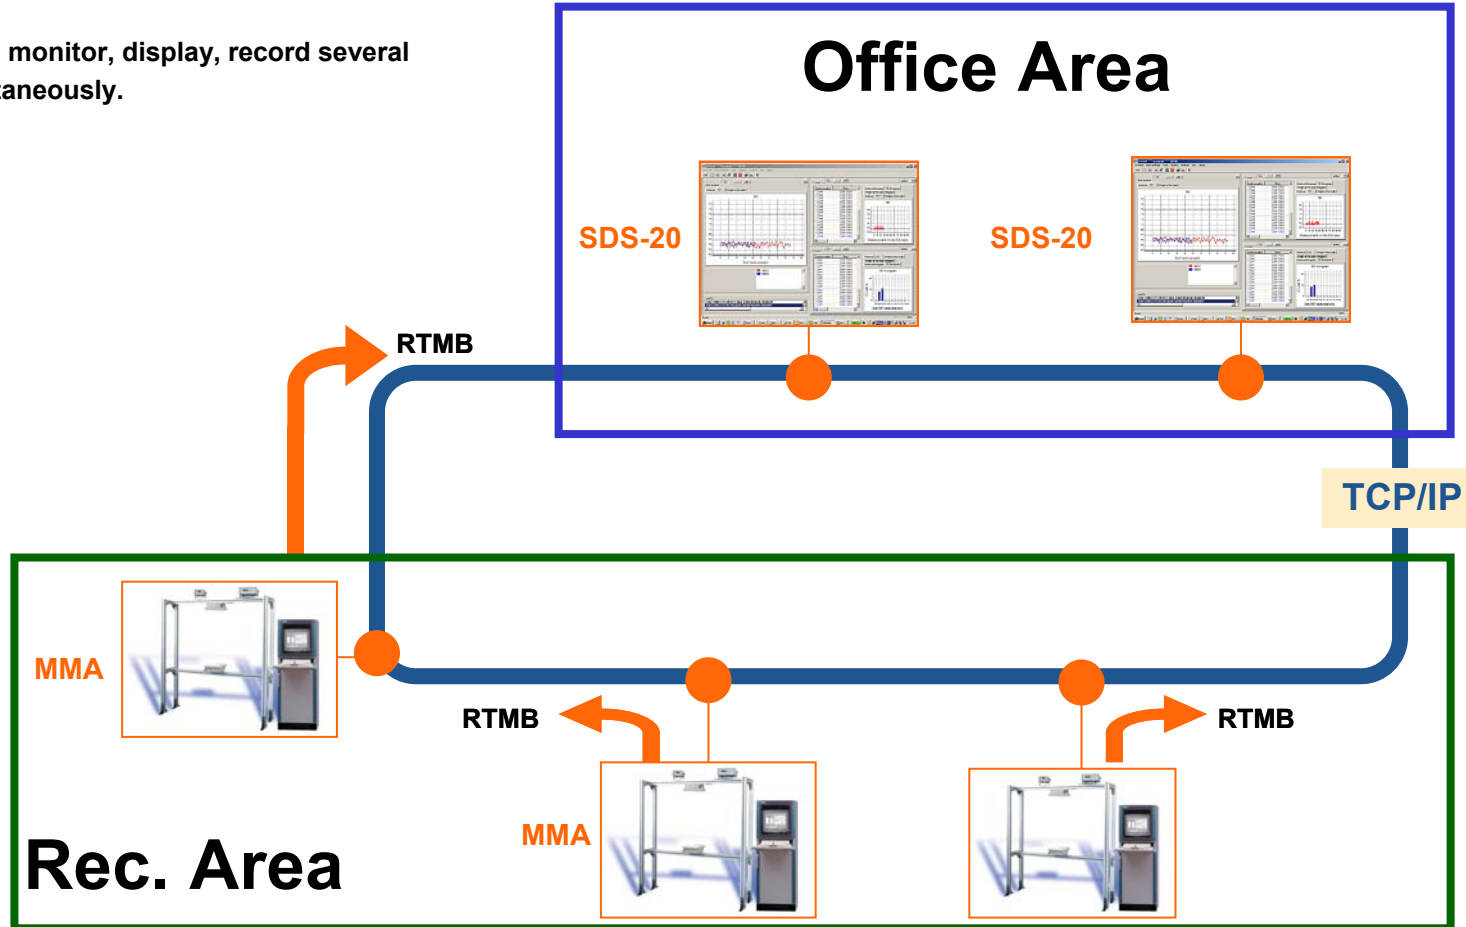 monitor, display, record several
taneously.
Office Area
SDS-20
SDS-20
RTMB
TCP/IP
MMA
RTMB
RTMB
MMA
Rec. Area